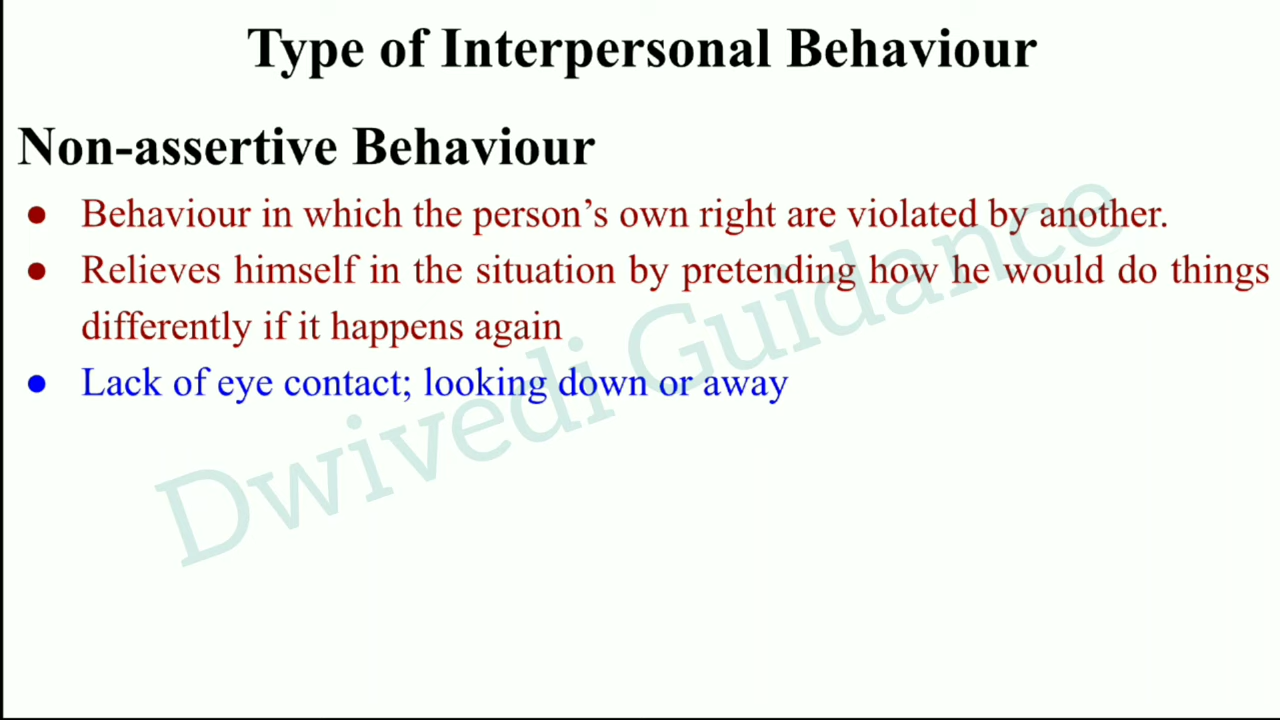 Type of Interpersonal Behaviour
Non-assertive Behaviour
● Behaviour in which the person’s own right are violated by another.
● Relieves himself in the situation by pretending how he would do things
differently if it happens again
● Lack of eye contact; looking down or away
Dwivedi Guidance